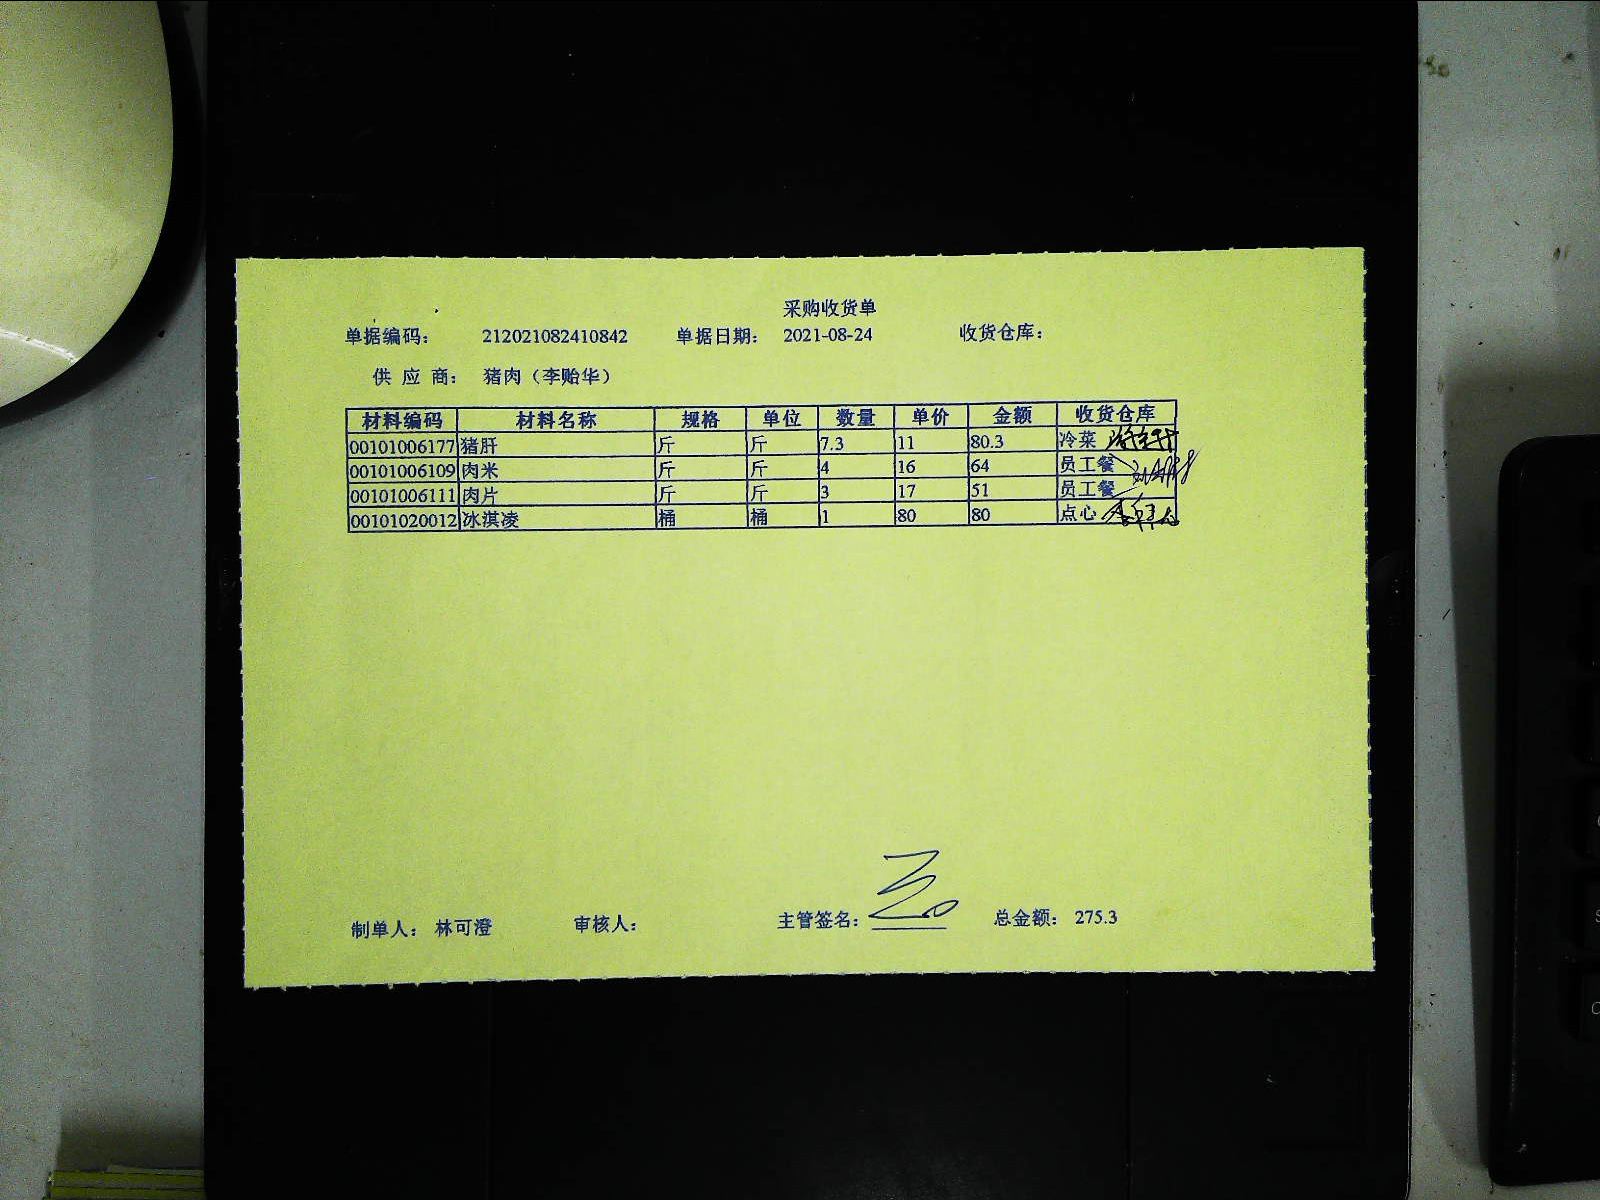 采购收货单
单据编码： 212021082410842 单据日期： 2021-08-24 收货仓库：
供 应 商： 猪肉（李贻华）
材料编码 材料名称 规格 单位 数量 单价 金额 收货仓库
00101006177 猪肝 斤 斤 7.3 11 80.3 冷菜
00101006109 肉米 斤 斤 4 16 64 员工餐
00101006111 肉片 斤 斤 3 17 51 员工餐
00101020012 冰淇凌 桶 桶 1 80 80 点心
制单人： 林可澄 审核人： 主管签名： 总金额： 275.3